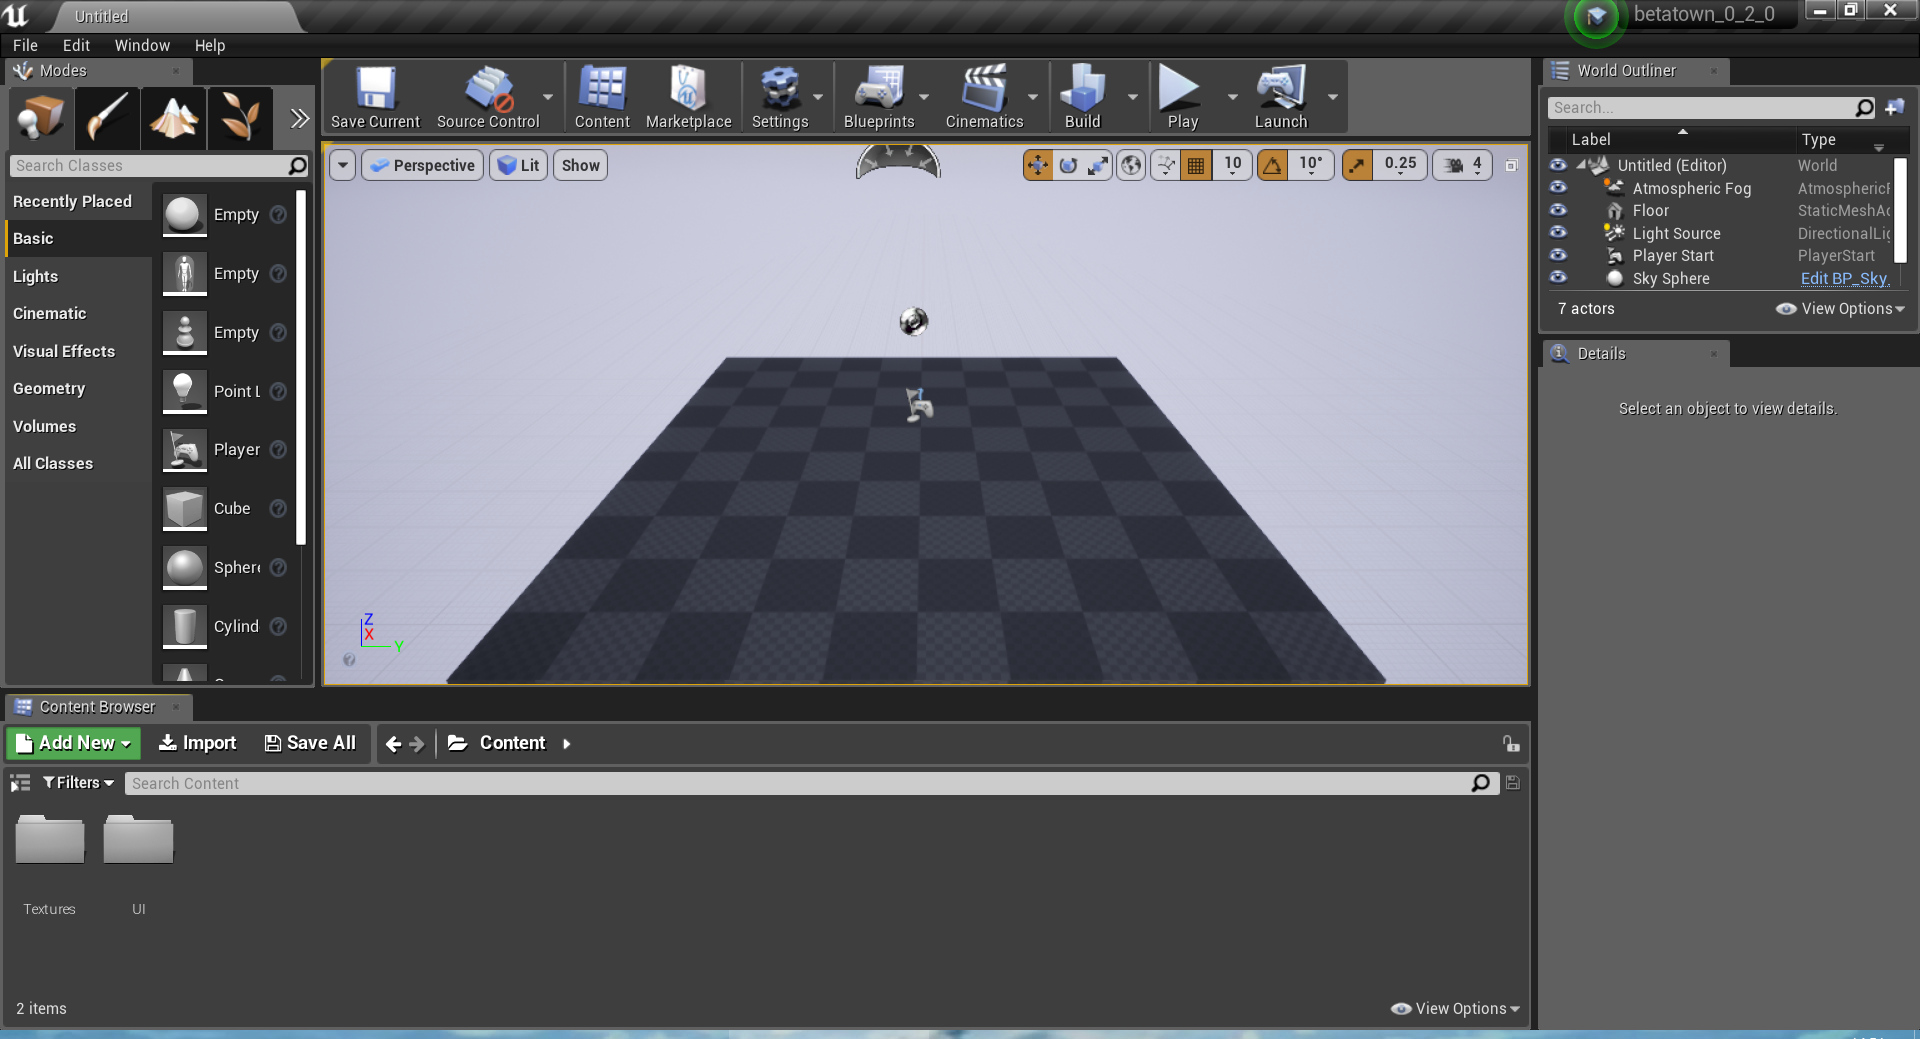 Untitled
betatown_0_2_0
File Edit Window Help
Modes
Search Classes
Recently Placed
Basic
Lights
Cinematic
Visual Effects
Geometry
Volumes
All Classes
Empty
Empty
Empty
Point L
Player
Cube
Sphere
Cylind
Save Current
Source Control
Content
Marketplace
Settings
Blueprints
Cinematics
Build
Play
Launch
Perspective
Lit
Show
10
10°
0.25
4
Z
X
Y
World Outliner
Search...
Label Type
Untitled (Editor) World
Atmospheric Fog AtmosphericF
Floor StaticMeshAc
Light Source DirectionalLig
Player Start PlayerStart
Sky Sphere Edit BP_Sky
7 actors View Options
Details
Select an object to view details.
Content Browser
Add New
Import
Save All
Content
Filters
Search Content
Textures
UI
2 items
View Options